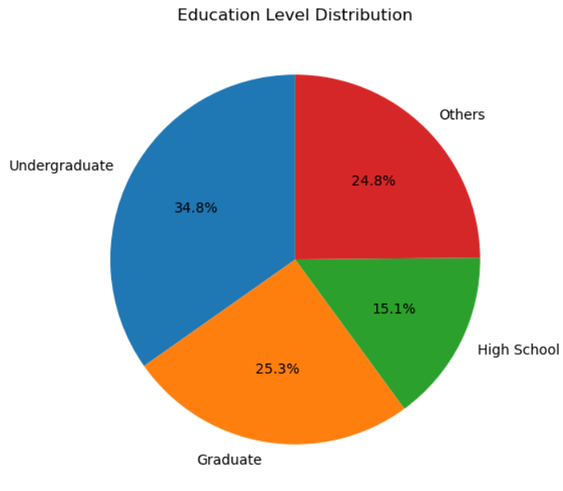 Education Level Distribution
Others
Undergraduate
24.8%
34.8%
15.1%
High School
25.3%
Graduate